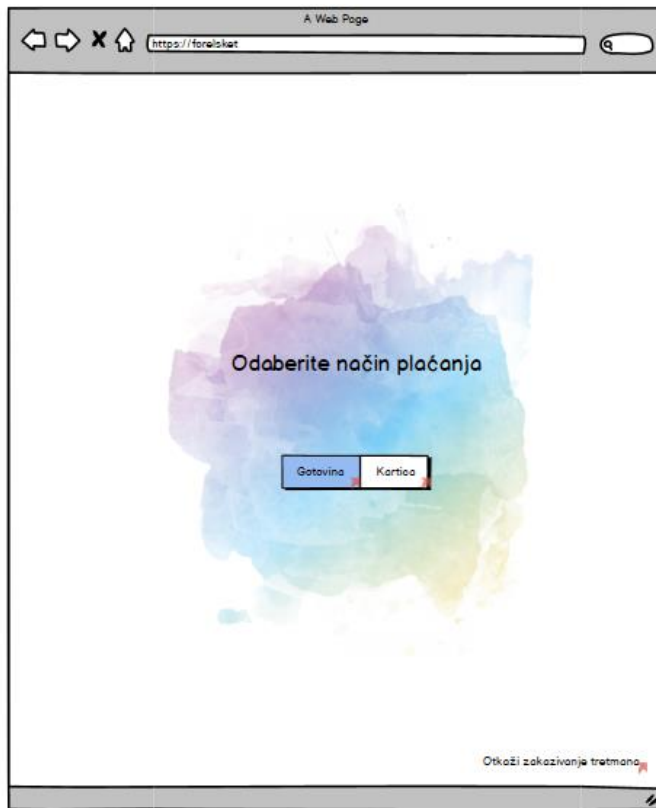 A Web Page
https://forelsket
Odaberite način plaćanja
Gotovina
Kartica
Otkaži zakazivanje tretmana